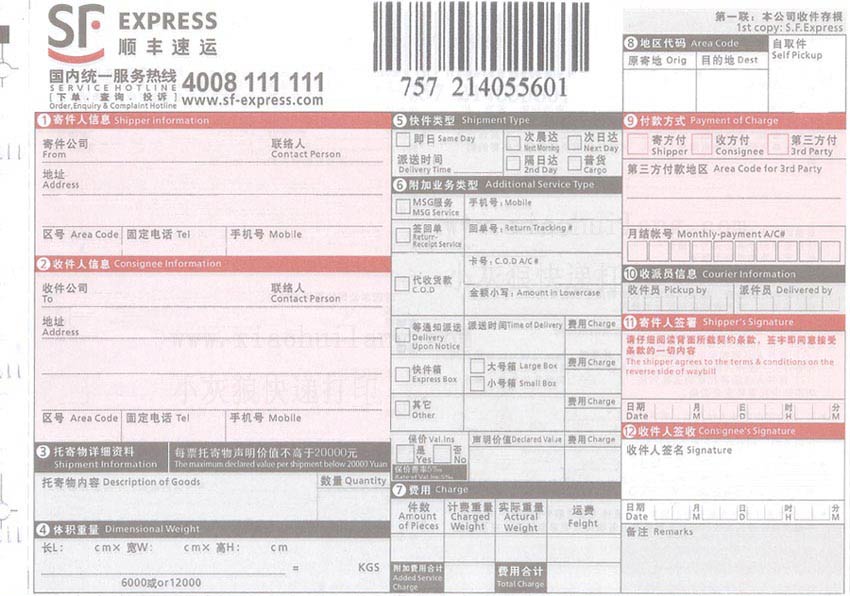 SF EXPRESS
顺丰速运
国内统一服务热线 4008 111 111
SERVICE HOTLINE
[下单、查询、投诉] www.sf-express.com
Order,Enquiry & Complaint Hotline
757 214055601
第一联：本公司收件存根
1st copy: S.F.Express
8 地区代码 Area Code
自取件
Self Pickup
原寄地 Orig 目的地 Dest
1 寄件人信息 Shipper information
寄件公司
From
联络人
Contact Person
地址
Address
区号 Area Code 固定电话 Tel 手机号 Mobile
2 收件人信息 Consignee Information
收件公司
To
联络人
Contact Person
地址
Address
区号 Area Code 固定电话 Tel 手机号 Mobile
3 托寄物详细资料
Shipment Information
每票托寄物声明价值不高于20000元
The maximum declared value per shipment below 20000 Yuan
托寄物内容 Description of Goods 数量 Quantity
4 体积重量 Dimensional Weight
长L: cm× 宽W: cm× 高H: cm
= KGS
6000或or12000
5 快件类型 Shipment Type
即日 Same Day
次晨达
Next Morning
次日达
Next Day
派送时间
Delivery Time
隔日达
2nd Day
普货
Cargo
6 附加业务类型 Additional Service Type
MSG服务
MSG Service
手机号：Mobile
签回单
Return-
Receipt Service
回单号：Return Tracking #
代收货款
C.O.D
卡号：C.O.D A/C#
金额小写：Amount in Lowercase
等通知派送
Delivery
Upon Notice
派送时间Time of Delivery 费用 Charge
快件箱
Express Box
大号箱 Large Box
小号箱 Small Box
费用 Charge
其它
Other
费用 Charge
保价 Val.Ins
是
Yes
否
No
声明价值Declared Value 费用 Charge
保价费率5‰
Rate of Val.Ins:5‰
7 费用 Charge
件数
Amount
of Pieces
计费重量
Charged
Weight
实际重量
Actural
Weight
运费
Feight
附加费用合计
Added Service
Charge
费用合计
Total Charge
9 付款方式 Payment of Charge
寄方付
Shipper
收方付
Consignee
第三方付
3rd Party
第三方付款地区 Area Code for 3rd Party
月结帐号 Monthly-payment A/C#
10 收派员信息 Courier Information
收件员 Pickup by 派件员 Delivered by
11 寄件人签署 Shipper's Signature
请仔细阅读背面所载契约条款，签字即同意接受
条款的一切内容
The shipper agrees to the terms & conditions on the
reverse side of waybill
日期 月 日 时 分
Date M D H M
12 收件人签收 Consignee's Signature
收件人签名 Signature
日期 月 日 时 分
Date M D H M
备注 Remarks
www.xiaohuila
小灰狼快递打印